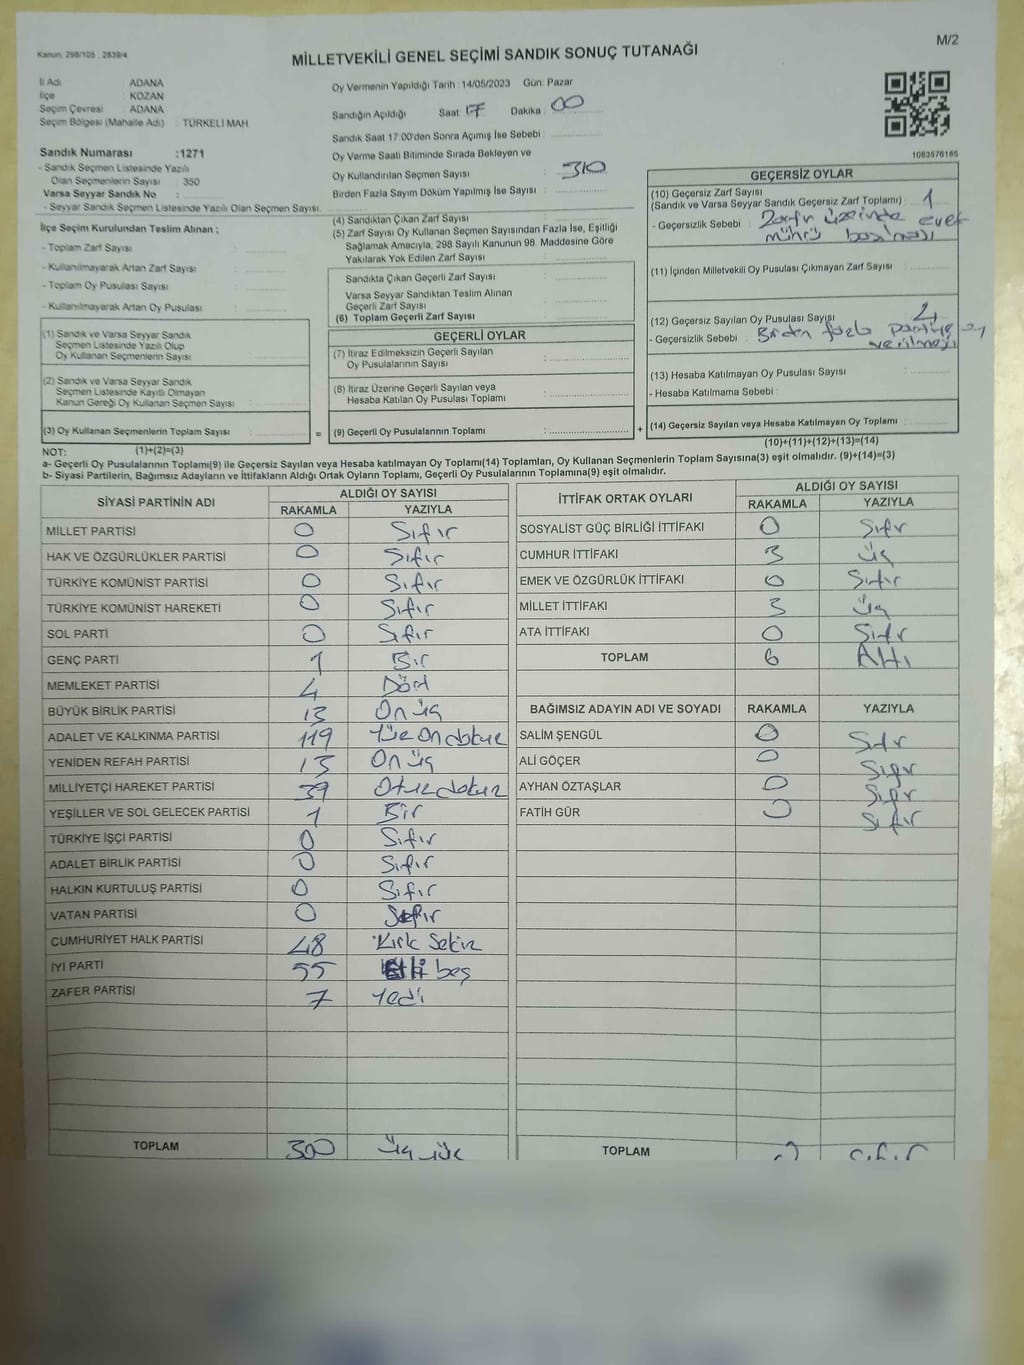 Kanun: 298/105 , 2839/4
M/2
MİLLETVEKİLİ GENEL SEÇİMİ SANDIK SONUÇ TUTANAĞI
İl Adı : ADANA
İlçe : KOZAN
Seçim Çevresi : ADANA
Seçim Bölgesi (Mahalle Adı) : TÜRKELİ MAH.
Sandık Numarası :1271
- Sandık Seçmen Listesinde Yazılı
Olan Seçmenlerin Sayısı : 350
Varsa Seyyar Sandık No :
- Seyyar Sandık Seçmen Listesinde Yazılı Olan Seçmen Sayısı :
İlçe Seçim Kurulundan Teslim Alınan ;
- Toplam Zarf Sayısı :
- Kullanılmayarak Artan Zarf Sayısı :
- Toplam Oy Pusulası Sayısı :
- Kullanılmayarak Artan Oy Pusulası :
Oy Vermenin Yapıldığı Tarih : 14/05/2023 Gün: Pazar
Sandığın Açıldığı Saat : 17 Dakika : 00
Sandık Saat 17:00'den Sonra Açımış İse Sebebi :
Oy Verme Saati Bitiminde Sırada Bekleyen ve
Oy Kullandırılan Seçmen Sayısı : 310
Birden Fazla Sayım Döküm Yapılmış İse Sayısı :
(4) Sandıktan Çıkan Zarf Sayısı :
(5) Zarf Sayısı Oy Kullanan Seçmen Sayısından Fazla İse, Eşitliği
Sağlamak Amacıyla, 298 Sayılı Kanunun 98 Maddesine Göre
Yakılarak Yok Edilen Zarf Sayısı :
Sandıkta Çıkan Geçerli Zarf Sayısı :
Varsa Seyyar Sandıktan Teslim Alınan
Geçerli Zarf Sayısı :
(6) Toplam Geçerli Zarf Sayısı :
1063576165
GEÇERSİZ OYLAR
(10) Geçersiz Zarf Sayısı
(Sandık ve Varsa Seyyar Sandık Geçersiz Zarf Toplamı) : 1
- Geçersizlik Sebebi : Zarfın üzerinde evet
mührü basılması
(11) İçinden Milletvekili Oy Pusulası Çıkmayan Zarf Sayısı :
(12) Geçersiz Sayılan Oy Pusulası Sayısı : 4
- Geçersizlik Sebebi : Birden fazla partiye oy
verilmesi
(13) Hesaba Katılmayan Oy Pusulası Sayısı :
- Hesaba Katılmama Sebebi :
(14) Geçersiz Sayılan veya Hesaba Katılmayan Oy Toplamı :
(10)+(11)+(12)+(13)=(14)
(1) Sandık ve Varsa Seyyar Sandık
Seçmen Listesinde Yazılı Olup
Oy Kullanan Seçmenlerin Sayısı :
(2) Sandık ve Varsa Seyyar Sandık
Seçmen Listesinde Kayıtlı Olmayan
Kanun Gereği Oy Kullanan Seçmen Sayısı :
(3) Oy Kullanan Seçmenlerin Toplam Sayısı :
=
GEÇERLİ OYLAR
(7) İtiraz Edilmeksizin Geçerli Sayılan
Oy Pusulalarının Sayısı :
(8) İtiraz Üzerine Geçerli Sayılan veya
Hesaba Katılan Oy Pusulası Toplamı :
(9) Geçerli Oy Pusulalarının Toplamı :
+
NOT: (1)+(2)=(3)
a- Geçerli Oy Pusulalarının Toplamı(9) ile Geçersiz Sayılan veya Hesaba katılmayan Oy Toplamı(14) Toplamları, Oy Kullanan Seçmenlerin Toplam Sayısına(3) eşit olmalıdır. (9)+(14)=(3)
b- Siyasi Partilerin, Bağımsız Adayların ve İttifakların Aldığı Ortak Oyların Toplamı, Geçerli Oy Pusulalarının Toplamına(9) eşit olmalıdır.
SİYASİ PARTİNİN ADI ALDIĞI OY SAYISI
RAKAMLA YAZIYLA
MİLLET PARTİSİ 0 Sıfır
HAK VE ÖZGÜRLÜKLER PARTİSİ 0 Sıfır
TÜRKİYE KOMÜNİST PARTİSİ 0 Sıfır
TÜRKİYE KOMÜNİST HAREKETİ 0 Sıfır
SOL PARTİ 0 Sıfır
GENÇ PARTİ 1 Bir
MEMLEKET PARTİSİ 4 Dört
BÜYÜK BİRLİK PARTİSİ 13 On üç
ADALET VE KALKINMA PARTİSİ 119 Yüz On dokuz
YENİDEN REFAH PARTİSİ 13 On üç
MİLLİYETÇİ HAREKET PARTİSİ 39 Otuz dokuz
YEŞİLLER VE SOL GELECEK PARTİSİ 1 Bir
TÜRKİYE İŞÇİ PARTİSİ 0 Sıfır
ADALET BİRLİK PARTİSİ 0 Sıfır
HALKIN KURTULUŞ PARTİSİ 0 Sıfır
VATAN PARTİSİ 0 Sıfır
CUMHURİYET HALK PARTİSİ 48 Kırk Sekiz
İYİ PARTİ 55 Elli beş
ZAFER PARTİSİ 7 Yedi
TOPLAM 300 Üç yüz
İTTİFAK ORTAK OYLARI ALDIĞI OY SAYISI
RAKAMLA YAZIYLA
SOSYALİST GÜÇ BİRLİĞİ İTTİFAKI 0 Sıfır
CUMHUR İTTİFAKI 3 üç
EMEK VE ÖZGÜRLÜK İTTİFAKI 0 Sıfır
MİLLET İTTİFAKI 3 üç
ATA İTTİFAKI 0 Sıfır
TOPLAM 6 Altı
BAĞIMSIZ ADAYIN ADI VE SOYADI RAKAMLA YAZIYLA
SALİM ŞENGÜL 0 Sıfır
ALİ GÖÇER 0 Sıfır
AYHAN ÖZTAŞLAR 0 Sıfır
FATİH GÜR 0 Sıfır
TOPLAM 0 Sıfır